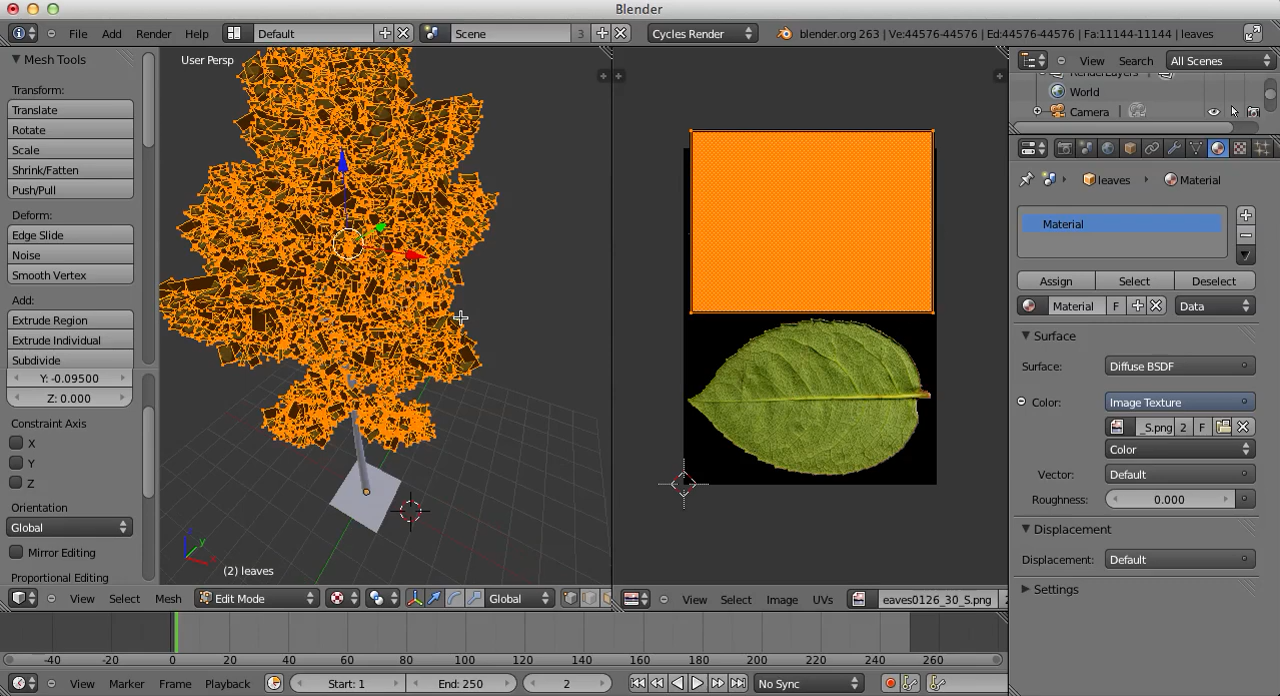 Blender
File Add Render Help Default Scene 3 Cycles Render blender.org 263 | Ve:44576-44576 | Ed:44576-44576 | Fa:11144-11144 | leaves
Mesh Tools
Transform:
Translate
Rotate
Scale
Shrink/Fatten
Push/Pull
Deform:
Edge Slide
Noise
Smooth Vertex
Add:
Extrude Region
Extrude Individual
Subdivide
Y: -0.09500
Z: 0.000
Constraint Axis
X
Y
Z
Orientation
Global
Mirror Editing
Proportional Editing
User Persp
z
y
x
(2) leaves
View Select Mesh Edit Mode Global
View Select Image UVs eaves0126_30_S.png
View Search All Scenes
RenderLayers
World
Camera
leaves Material
Material
Assign Select Deselect
Material F Data
Surface
Surface: Diffuse BSDF
Color: Image Texture
_S.png 2 F
Color
Vector: Default
Roughness: 0.000
Displacement
Displacement: Default
Settings
-40 -20 0 20 40 60 80 100 120 140 160 180 200 220 240 260
View Marker Frame Playback Start: 1 End: 250 2 No Sync